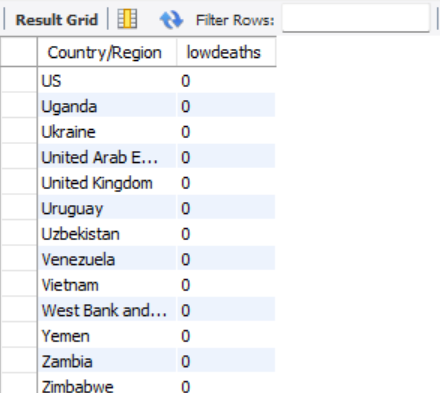 Result Grid Filter Rows:
Country/Region lowdeaths
US 0
Uganda 0
Ukraine 0
United Arab E... 0
United Kingdom 0
Uruguay 0
Uzbekistan 0
Venezuela 0
Vietnam 0
West Bank and... 0
Yemen 0
Zambia 0
Zimbabwe 0